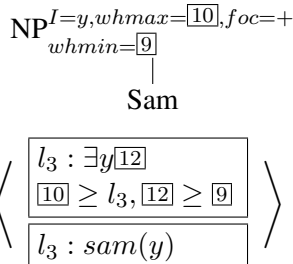 NP^{I=y,whmax=[10],foc=+}_{whmin=[9]}
Sam
l_3 : ∃y[12]
[10] ≥ l_3, [12] ≥ [9]
l_3 : sam(y)